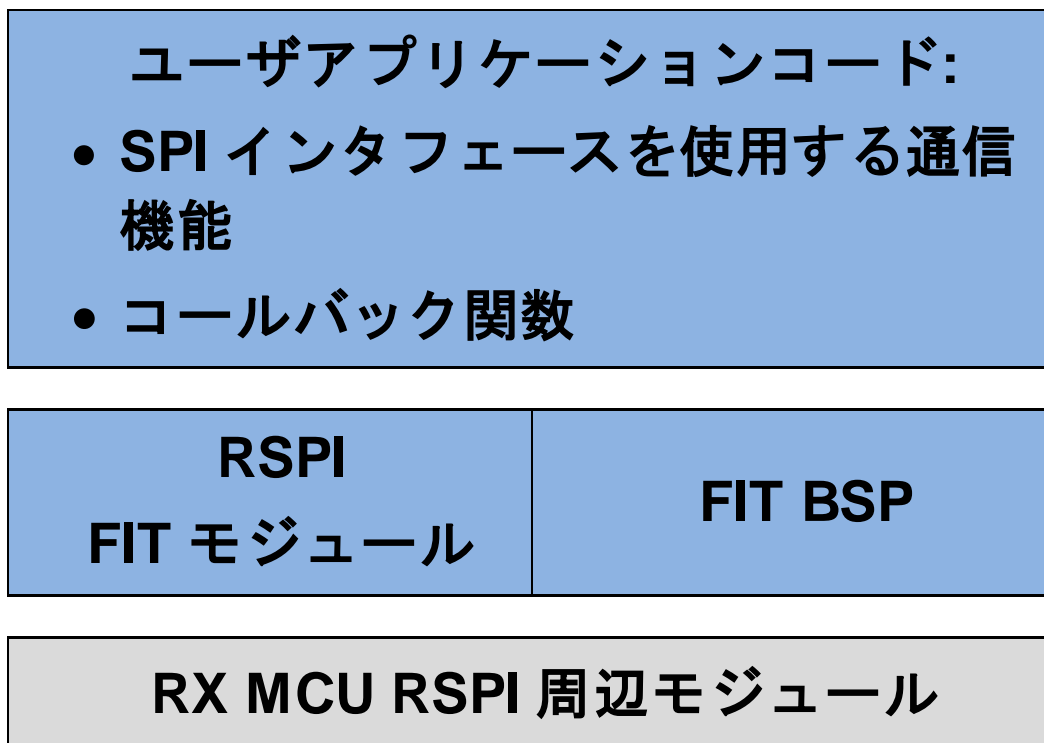 ユーザアプリケーションコード:
• SPI インタフェースを使用する通信
機能
• コールバック関数
RSPI
FIT モジュール
FIT BSP
RX MCU RSPI 周辺モジュール